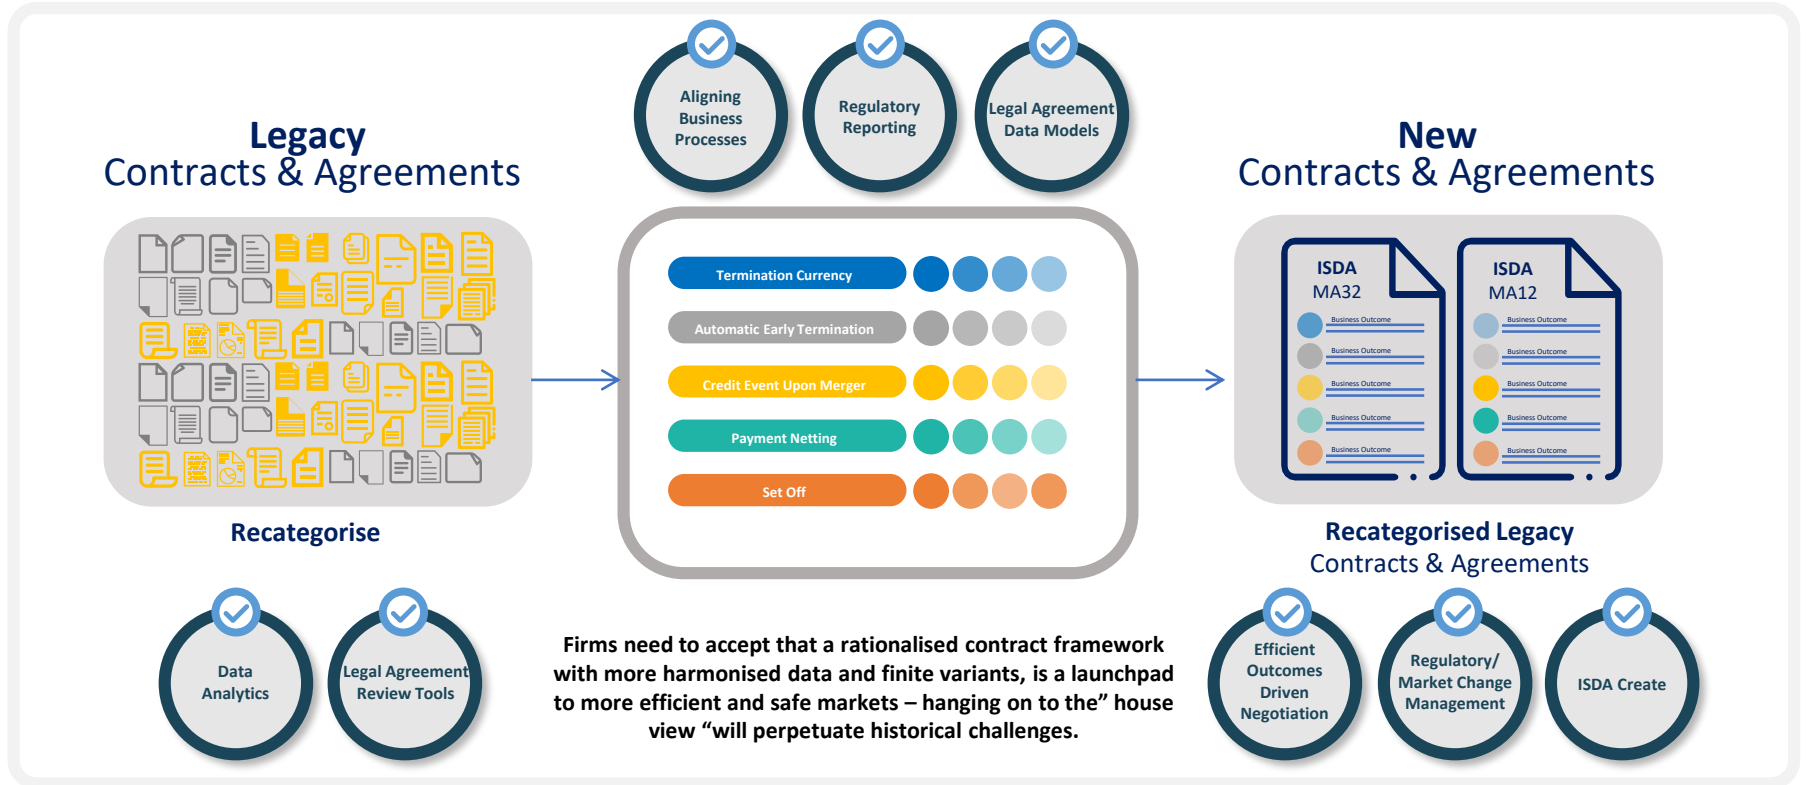 Legacy
Contracts & Agreements
Recategorise
Data
Analytics
Legal Agreement
Review Tools
Aligning
Business
Processes
Regulatory
Reporting
Legal Agreement
Data Models
Termination Currency
Automatic Early Termination
Credit Event Upon Merger
Payment Netting
Set Off
Firms need to accept that a rationalised contract framework
with more harmonised data and finite variants, is a launchpad
to more efficient and safe markets – hanging on to the” house
view “will perpetuate historical challenges.
New
Contracts & Agreements
ISDA
MA32
Business Outcome
Business Outcome
Business Outcome
Business Outcome
Business Outcome
ISDA
MA12
Business Outcome
Business Outcome
Business Outcome
Business Outcome
Business Outcome
Recategorised Legacy
Contracts & Agreements
Efficient
Outcomes
Driven
Negotiation
Regulatory/
Market Change
Management
ISDA Create